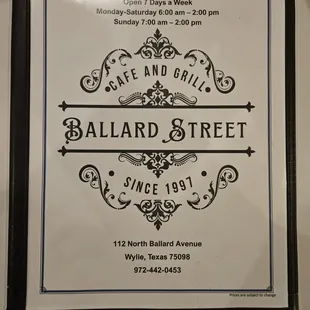 Open 7 Days a Week
Monday-Saturday 6:00 am – 2:00 pm
Sunday 7:00 am – 2:00 pm
CAFE AND GRILL
BALLARD STREET
• SINCE 1997 •
112 North Ballard Avenue
Wylie, Texas 75098
972-442-0453
Prices are subject to change